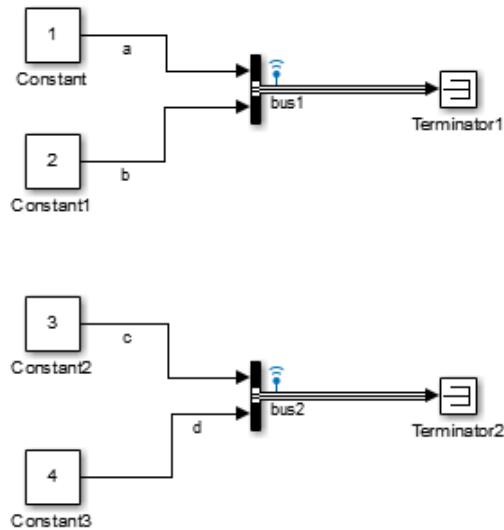 1
a
Constant
bus1
Terminator1
2
b
Constant1
3
c
Constant2
bus2
d
Terminator2
4
Constant3